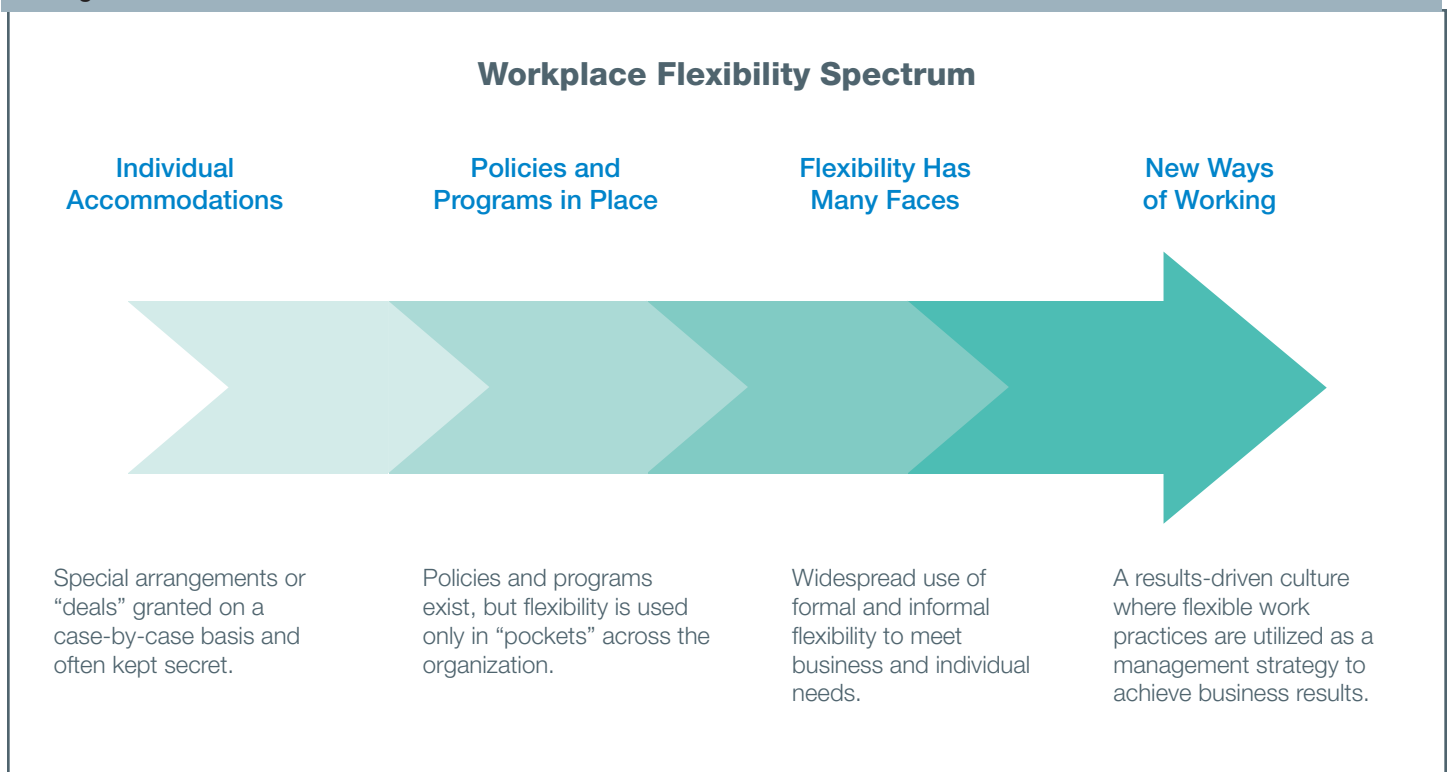 Workplace Flexibility Spectrum
Individual
Accommodations
Policies and
Programs in Place
Flexibility Has
Many Faces
New Ways
of Working
Special arrangements or
“deals” granted on a
case-by-case basis and
often kept secret.
Policies and programs
exist, but flexibility is used
only in “pockets” across the
organization.
Widespread use of
formal and informal
flexibility to meet
business and individual
needs.
A results-driven culture
where flexible work
practices are utilized as a
management strategy to
achieve business results.